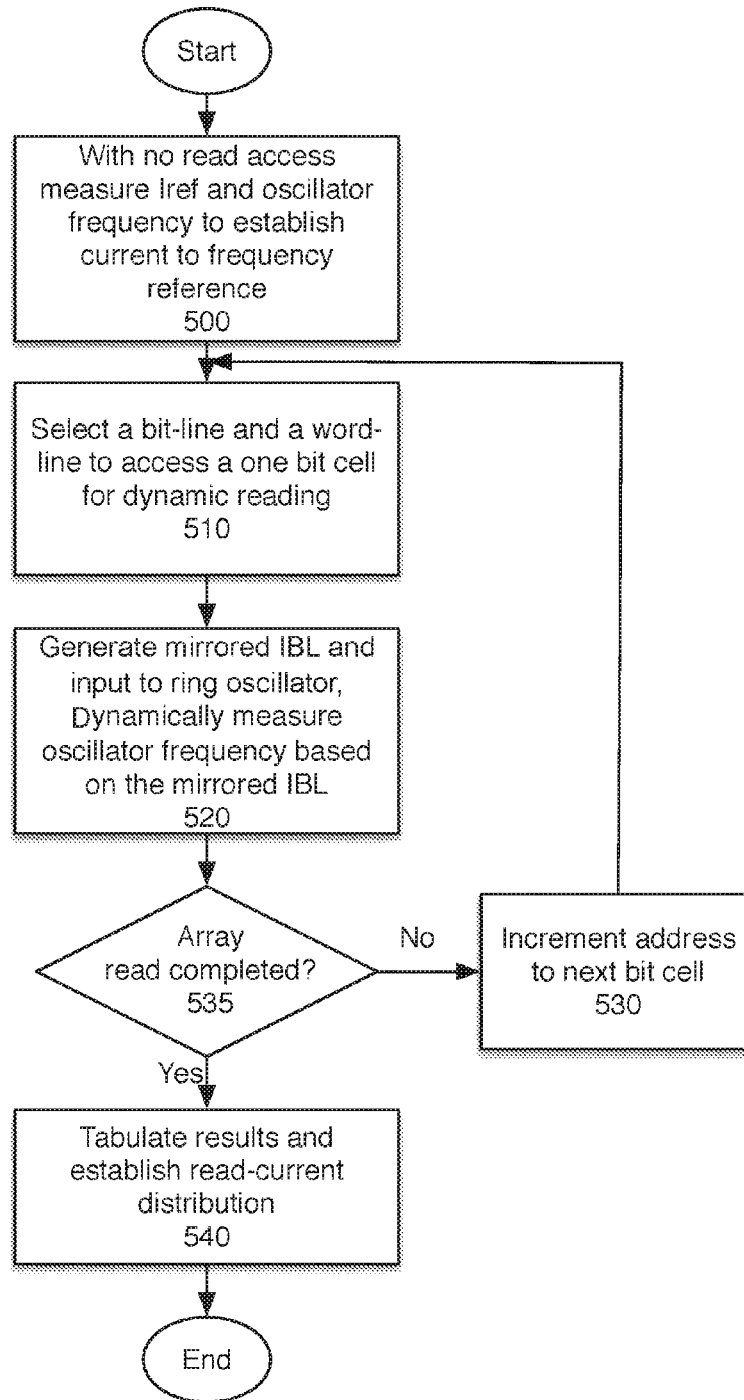 Start
With no read access
measure Iref and oscillator
frequency to establish
current to frequency
reference
500
Select a bit-line and a word-
line to access a one bit cell
for dynamic reading
510
Generate mirrored IBL and
input to ring oscillator,
Dynamically measure
oscillator frequency based
on the mirrored IBL
520
Array
read completed?
535
No
Increment address
to next bit cell
530
Yes
Tabulate results and
establish read-current
distribution
540
End